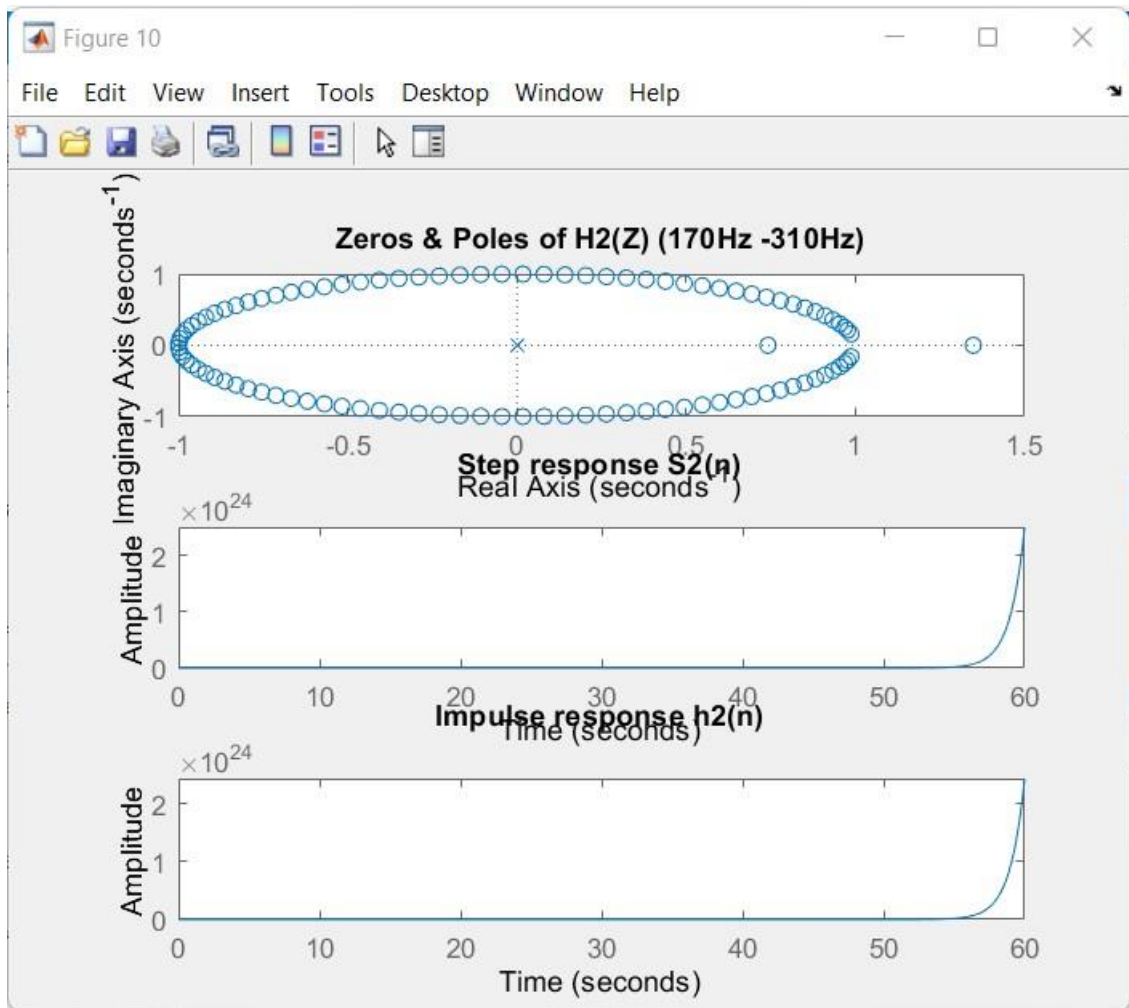 Figure 10
File Edit View Insert Tools Desktop Window Help
Zeros & Poles of H2(Z) (170Hz -310Hz)
Imaginary Axis (seconds⁻¹)
1
0
-1
-1 -0.5 0 0.5 1 1.5
Real Axis (seconds⁻¹)
Step response S2(n)
×10²⁴
Amplitude
2
1
0
0 10 20 30 40 50 60
Time (seconds)
Impulse response h2(n)
×10²⁴
Amplitude
2
1
0
0 10 20 30 40 50 60
Time (seconds)